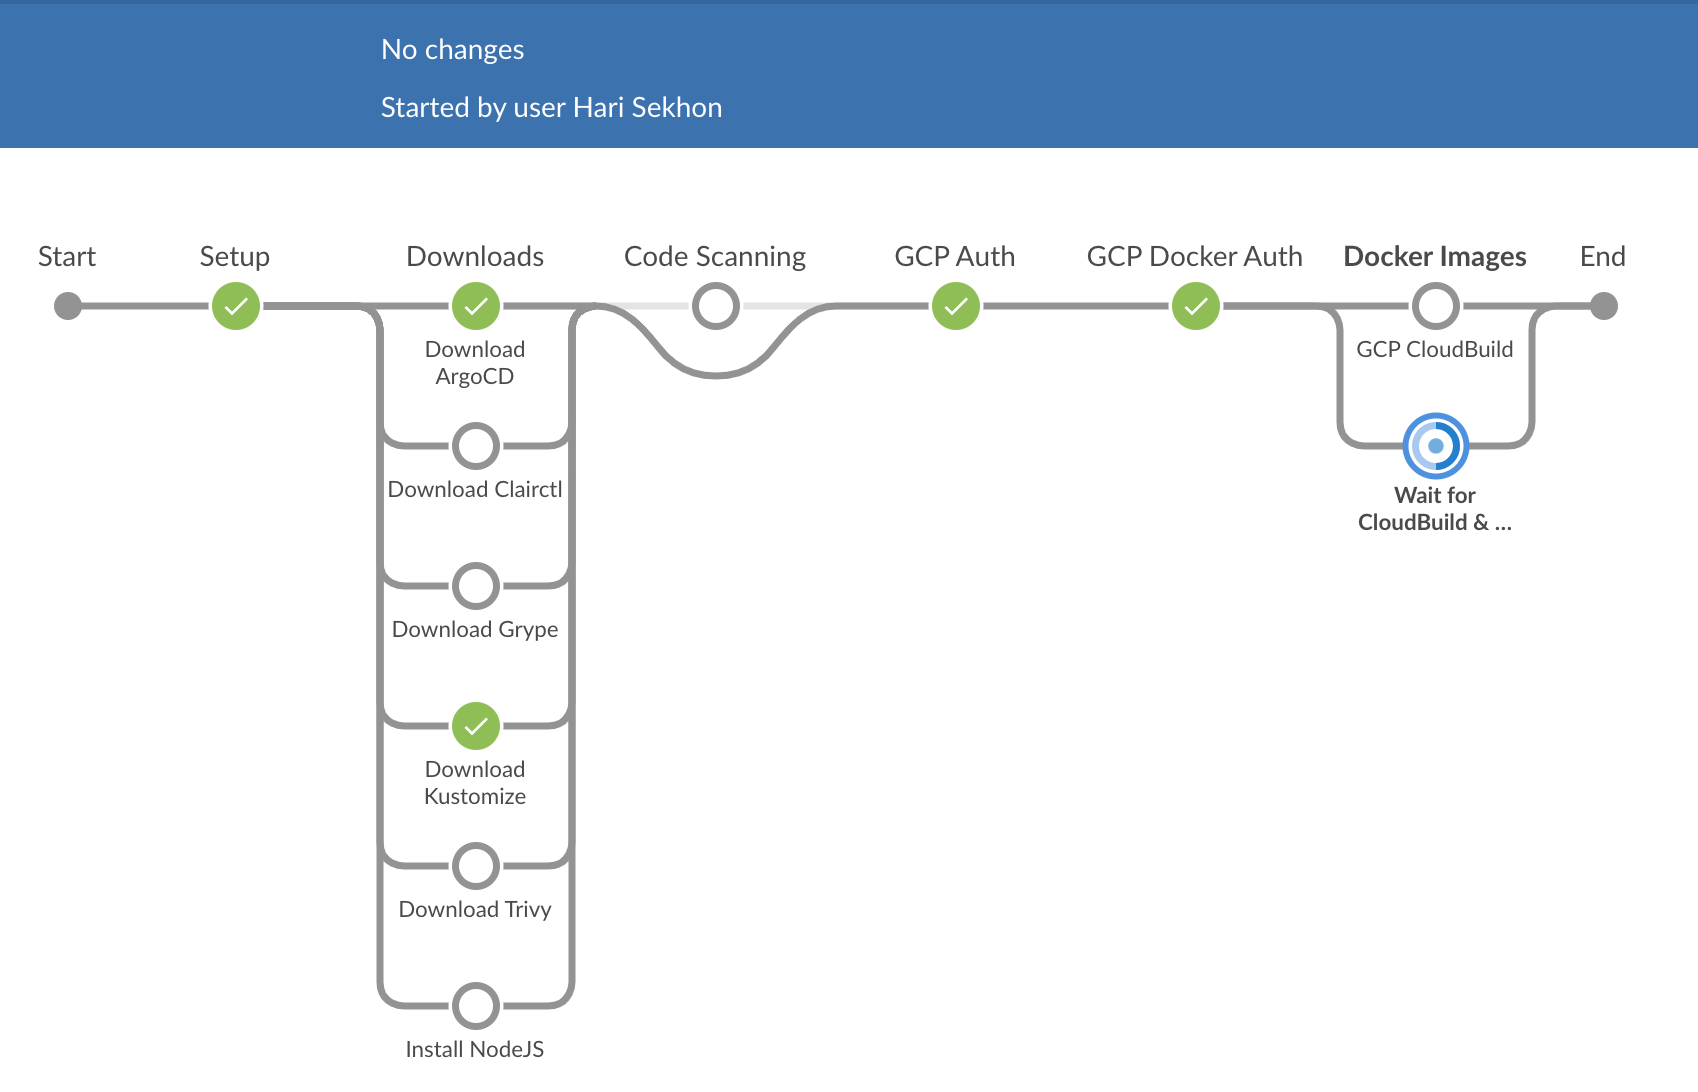 No changes
Started by user Hari Sekhon
Start
Setup
Downloads
Code Scanning
GCP Auth
GCP Docker Auth
Docker Images
End
Download
ArgoCD
GCP CloudBuild
Download Clairctl
Wait for
CloudBuild & ...
Download Grype
Download
Kustomize
Download Trivy
Install NodeJS